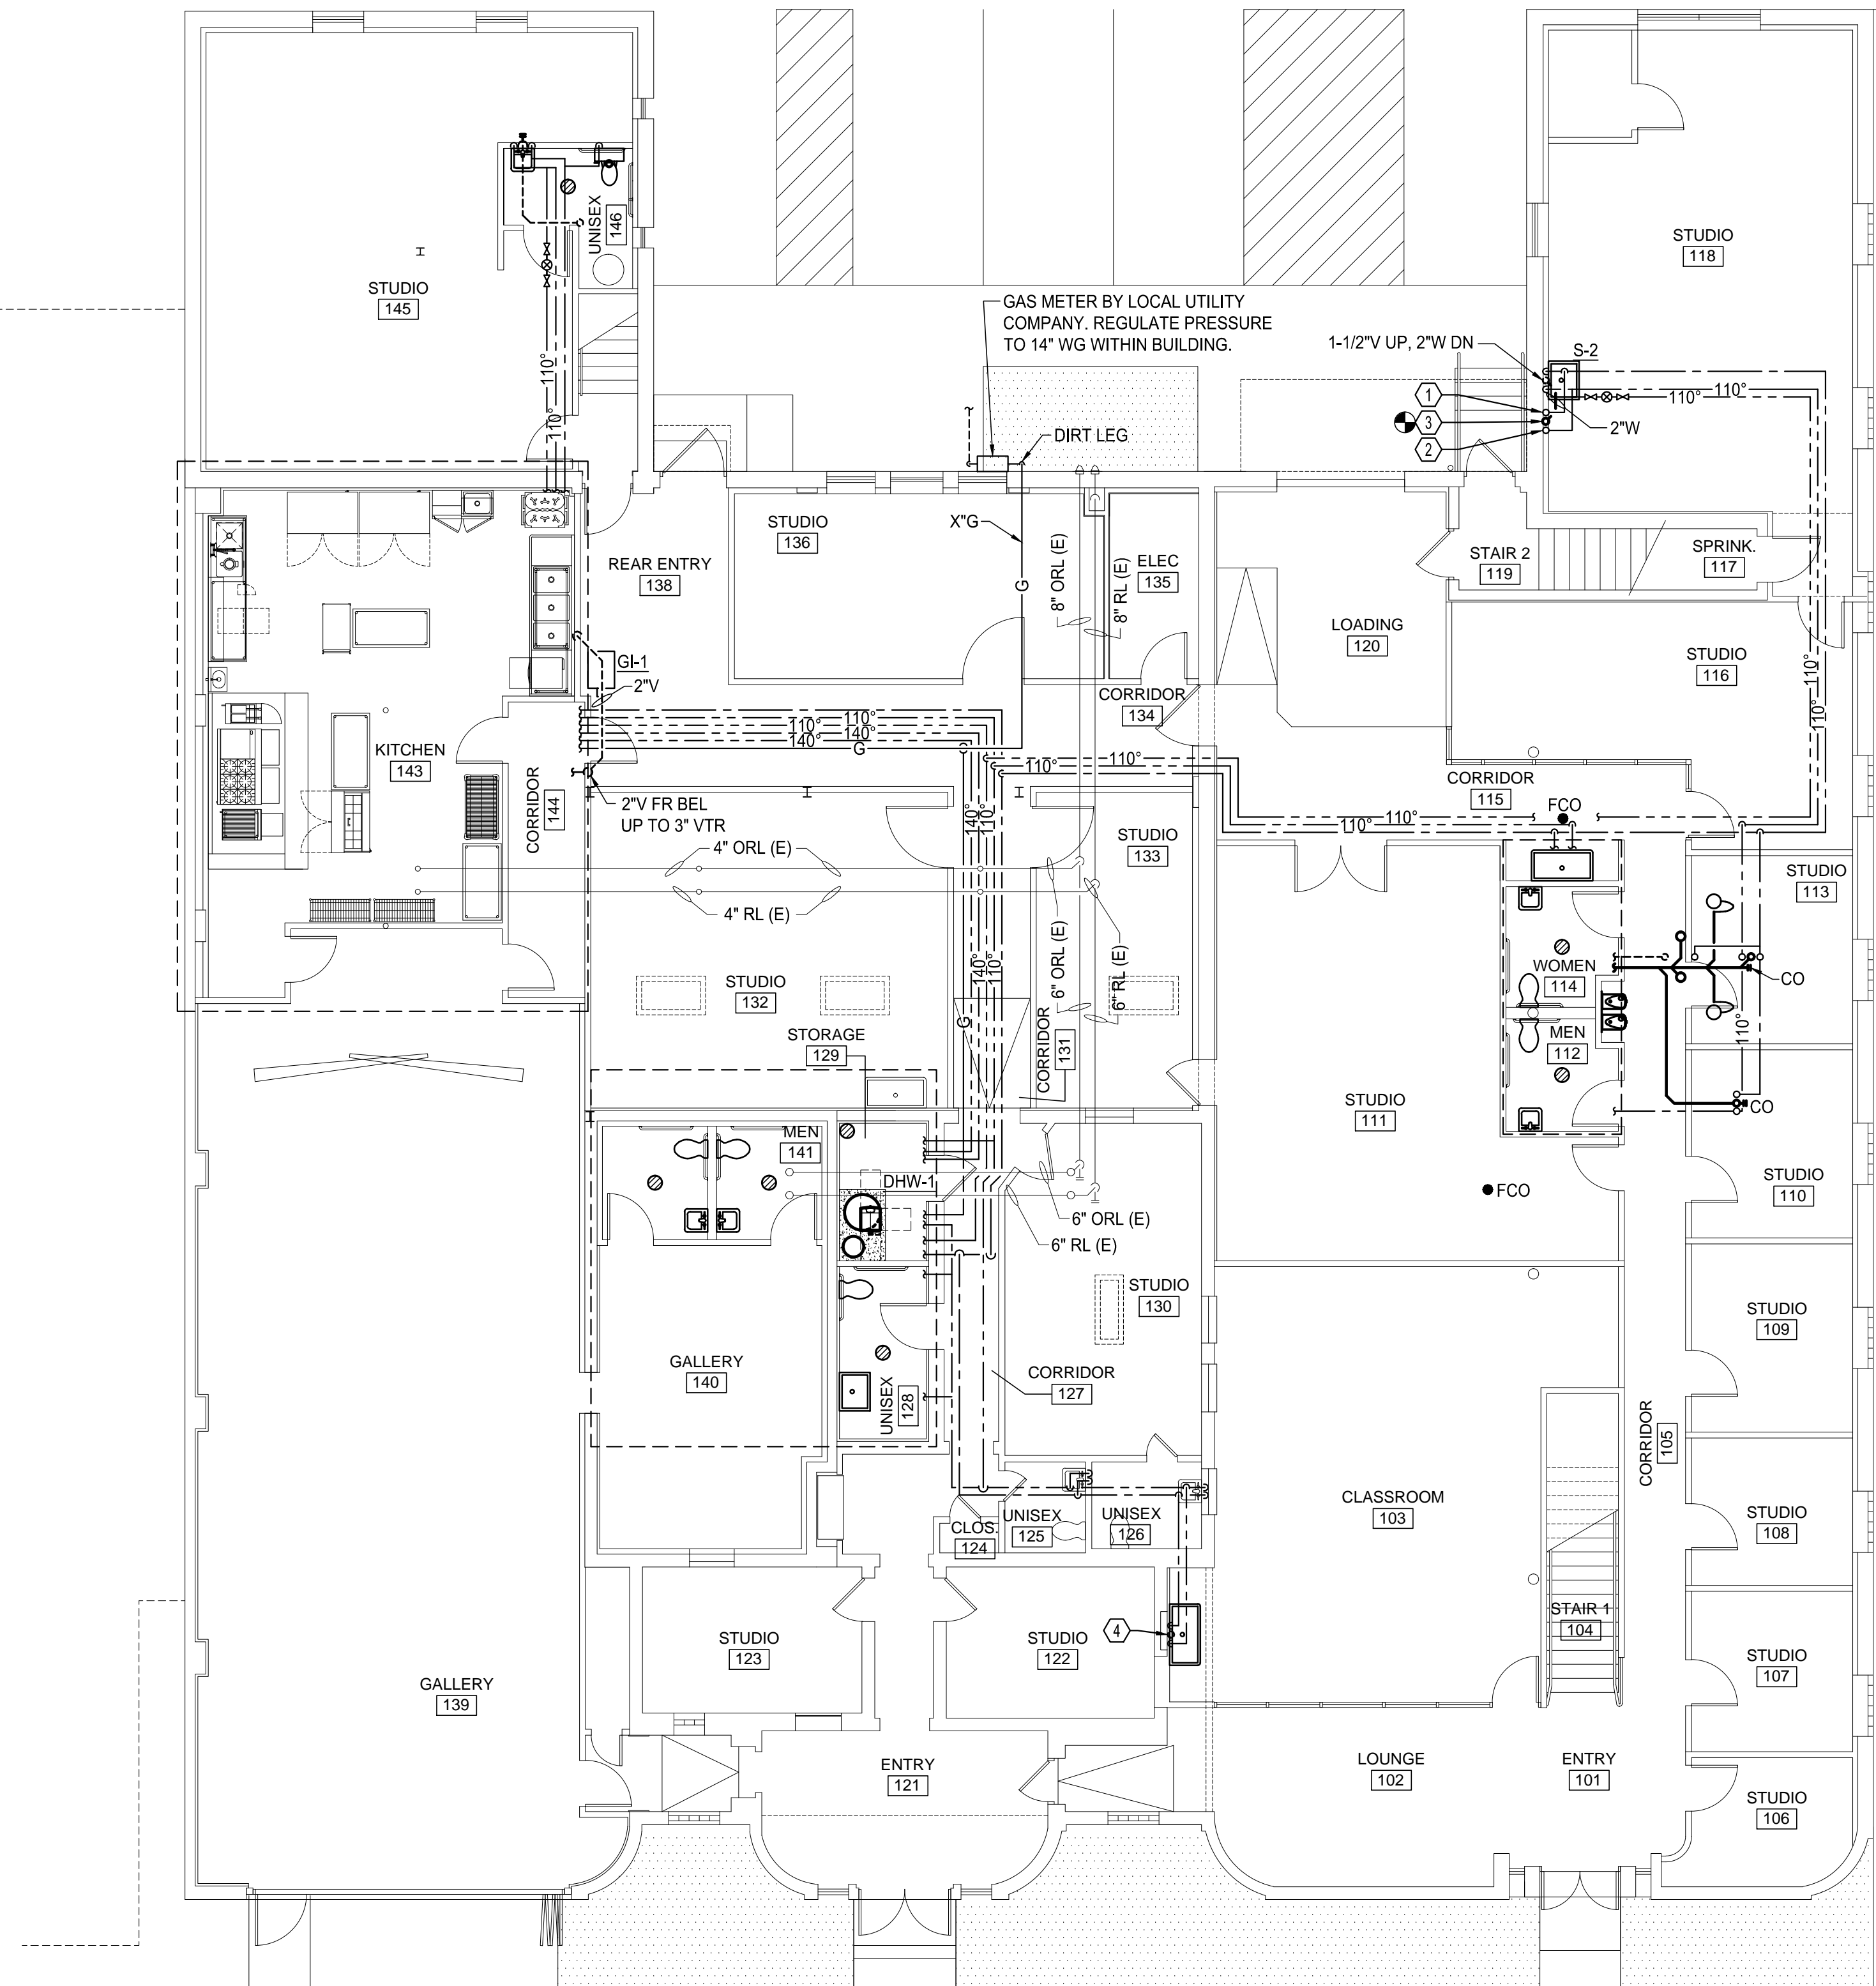 STUDIO
145
UNISEX
146
110°
110°
GAS METER BY LOCAL UTILITY
COMPANY. REGULATE PRESSURE
TO 14" WG WITHIN BUILDING.
DIRT LEG
X"G
G
1-1/2"V UP, 2"W DN
S-2
1
3
2
2"W
110°
110°
STUDIO
118
STUDIO
136
REAR ENTRY
138
8" ORL (E)
8" RL (E)
ELEC
135
STAIR 2
119
SPRINK.
117
LOADING
120
STUDIO
116
110°
110°
GI-1
2"V
KITCHEN
143
CORRIDOR
144
110°
110°
140°
140°
G
CORRIDOR
134
110°
110°
CORRIDOR
115
FCO
110°
110°
2"V FR BEL
UP TO 3" VTR
4" ORL (E)
4" RL (E)
140°
110°
STUDIO
133
STUDIO
113
STUDIO
132
140°
110°
G
6" ORL (E)
6" RL (E)
WOMEN
114
CO
STORAGE
129
CORRIDOR
131
MEN
112
110°
CO
STUDIO
111
MEN
141
DHW-1
6" ORL (E)
6" RL (E)
FCO
STUDIO
110
STUDIO
130
STUDIO
109
GALLERY
140
UNISEX
128
CORRIDOR
127
CORRIDOR
105
CLASSROOM
103
STUDIO
108
CLOS.
124
UNISEX
125
UNISEX
126
STAIR 1
104
STUDIO
123
STUDIO
122
4
STUDIO
107
GALLERY
139
ENTRY
121
LOUNGE
102
ENTRY
101
STUDIO
106